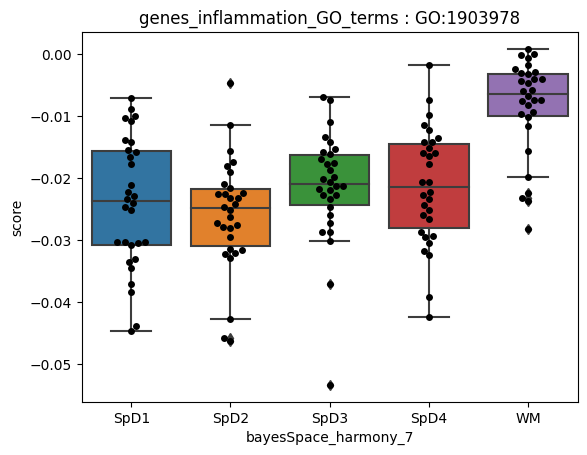 genes_inflammation_GO_terms : GO:1903978
0.00
−0.01
−0.02
−0.03
−0.04
−0.05
score
SpD1 SpD2 SpD3 SpD4 WM
bayesSpace_harmony_7